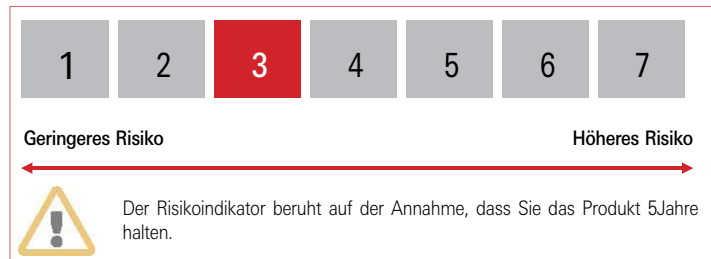 1 2 3 4 5 6 7
Geringeres Risiko Höheres Risiko
Der Risikoindikator beruht auf der Annahme, dass Sie das Produkt 5Jahre
halten.